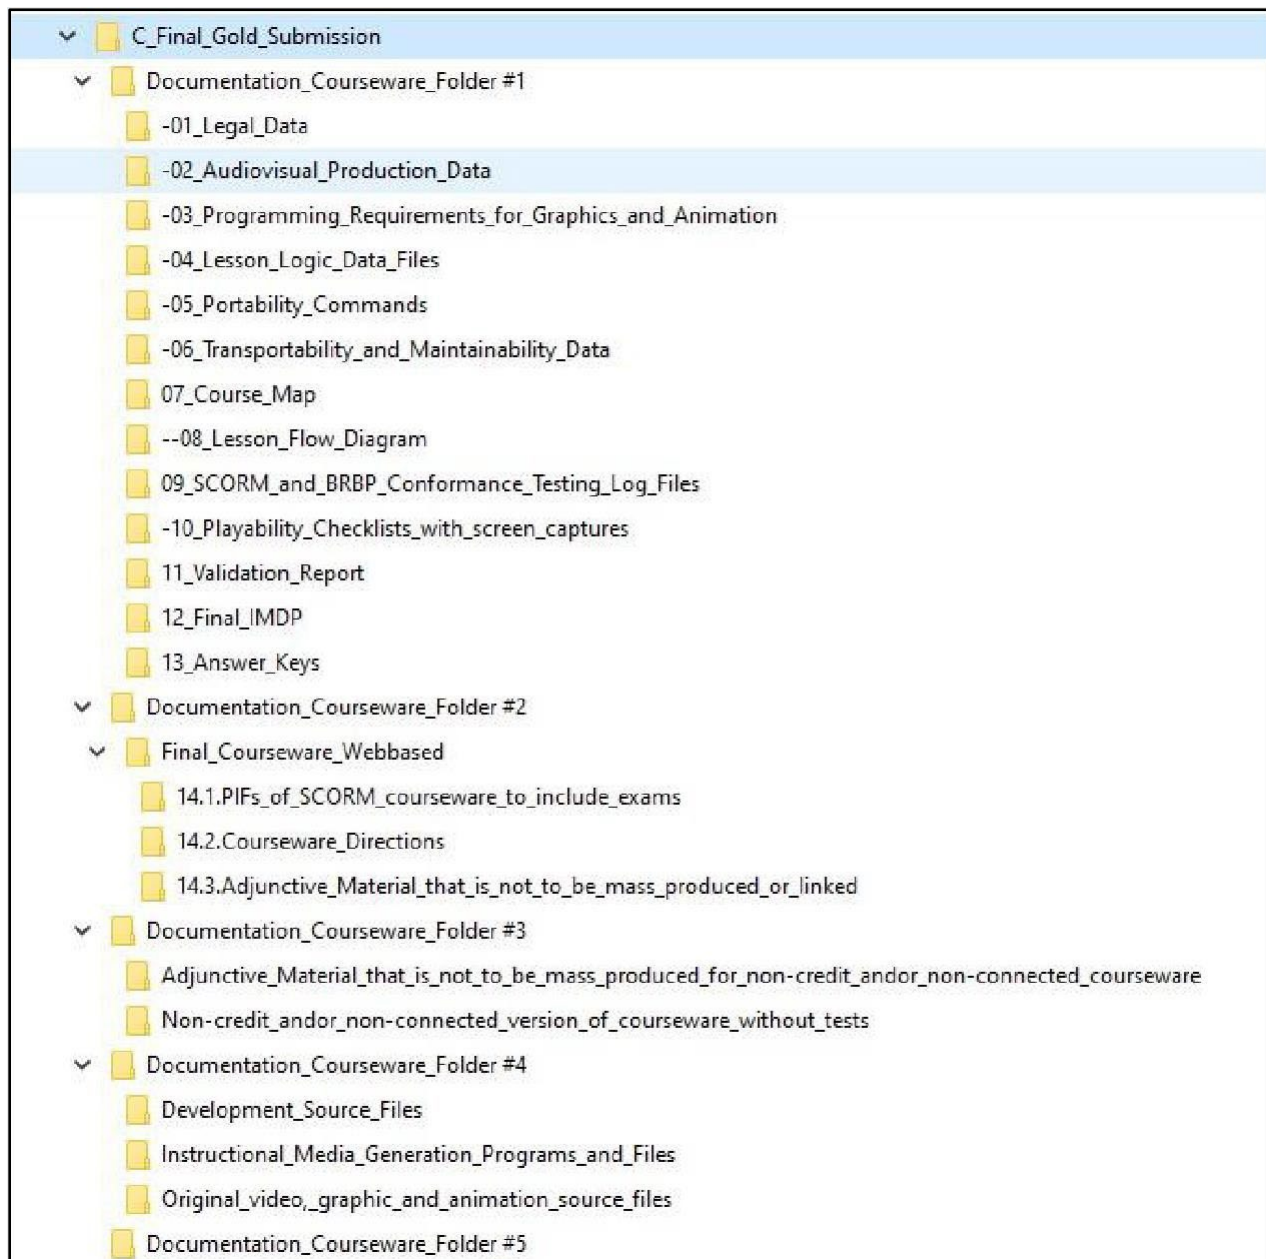 C_Final_Gold_Submission
Documentation_Courseware_Folder #1
-01_Legal_Data
-02_Audiovisual_Production_Data
-03_Programming_Requirements_for_Graphics_and_Animation
-04_Lesson_Logic_Data_Files
-05_Portability_Commands
-06_Transportability_and_Maintainability_Data
07_Course_Map
--08_Lesson_Flow_Diagram
09_SCORM_and_BRBP_Conformance_Testing_Log_Files
-10_Playability_Checklists_with_screen_captures
11_Validation_Report
12_Final_IMDP
13_Answer_Keys
Documentation_Courseware_Folder #2
Final_Courseware_Webbased
14.1.PIFs_of_SCORM_courseware_to_include_exams
14.2.Courseware_Directions
14.3.Adjunctive_Material_that_is_not_to_be_mass_produced_or_linked
Documentation_Courseware_Folder #3
Adjunctive_Material_that_is_not_to_be_mass_produced_for_non-credit_andor_non-connected_courseware
Non-credit_andor_non-connected_version_of_courseware_without_tests
Documentation_Courseware_Folder #4
Development_Source_Files
Instructional_Media_Generation_Programs_and_Files
Original_video,_graphic_and_animation_source_files
Documentation_Courseware_Folder #5